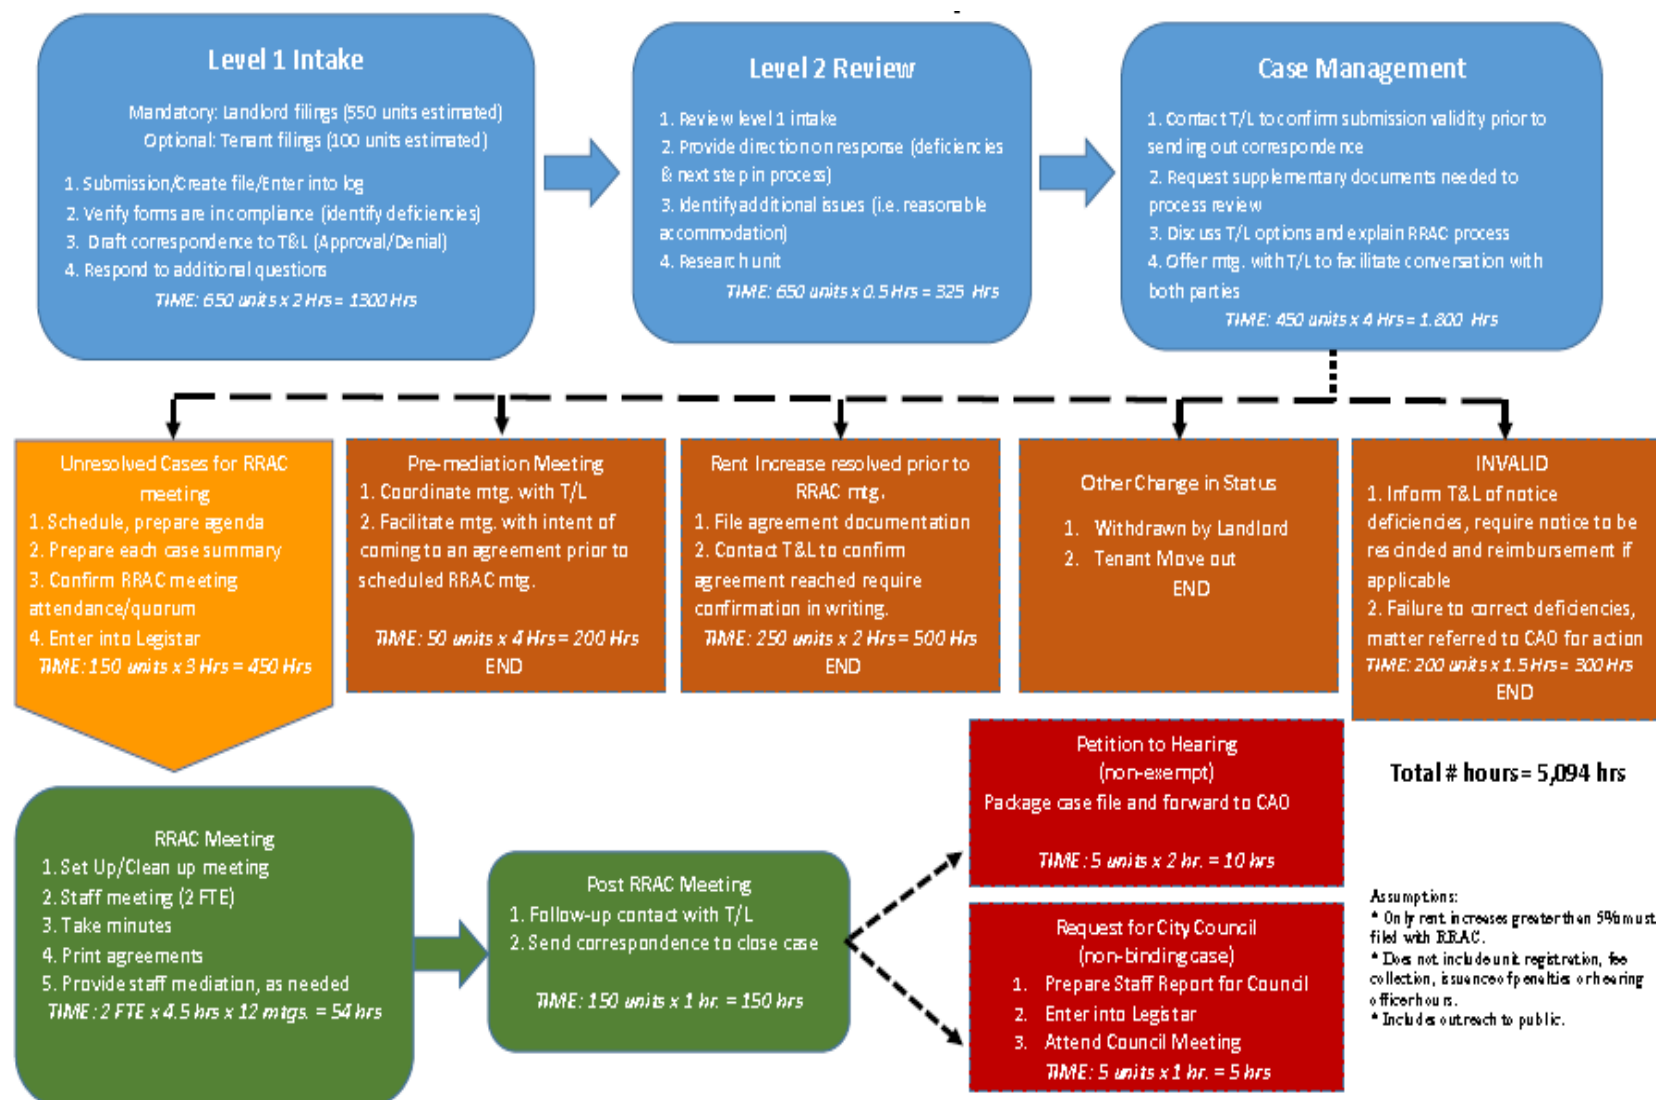 Level 1 Intake
Mandatory: Landlord filings (550 units estimated)
Optional: Tenant filings (100 units estimated)
1. Submission/Create file/Enter into log
2. Verify forms are in compliance (identify deficiencies)
3. Draft correspondence to T&L (Approval/Denial)
4. Respond to additional questions
TIME: 650 units x 2 Hrs = 1300 Hrs
Level 2 Review
1. Review level 1 intake
2. Provide direction on response (deficiencies
& next step in process)
3. Identify additional issues (i.e. reasonable
accommodation)
4. Research unit
TIME: 650 units x 0.5 Hrs = 325 Hrs
Case Management
1. Contact T/L to confirm submission validity prior to
sending out correspondence
2. Request supplementary documents needed to
process review
3. Discuss T/L options and explain RRAC process
4. Offer mtg. with T/L to facilitate conversation with
both parties
TIME: 450 units x 4 Hrs = 1.800 Hrs
Unresolved Cases for RRAC
meeting
1. Schedule, prepare agenda
2. Prepare each case summary
3. Confirm RRAC meeting
attendance/quorum
4. Enter into Legistar
TIME: 150 units x 3 Hrs = 450 Hrs
Pre-mediation Meeting
1. Coordinate mtg. with T/L
2. Facilitate mtg. with intent of
coming to an agreement prior to
scheduled RRAC mtg.
TIME: 50 units x 4 Hrs = 200 Hrs
END
Rent Increase resolved prior to
RRAC mtg.
1. File agreement documentation
2. Contact T&L to confirm
agreement reached require
confirmation in writing.
TIME: 250 units x 2 Hrs = 500 Hrs
END
Other Change in Status
1. Withdrawn by Landlord
2. Tenant Move out
END
INVALID
1. Inform T&L of notice
deficiencies, require notice to be
rescinded and reimbursement if
applicable
2. Failure to correct deficiencies,
matter referred to CAO for action
TIME: 200 units x 1.5 Hrs = 300 Hrs
END
RRAC Meeting
1. Set Up/Clean up meeting
2. Staff meeting (2 FTE)
3. Take minutes
4. Print agreements
5. Provide staff mediation, as needed
TIME: 2 FTE x 4.5 hrs x 12 mtgs. = 54 hrs
Post RRAC Meeting
1. Follow-up contact with T/L
2. Send correspondence to close case
TIME: 150 units x 1 hr. = 150 hrs
Petition to Hearing
(non-exempt)
Package case file and forward to CAO
TIME: 5 units x 2 hr. = 10 hrs
Request for City Council
(non-binding case)
1. Prepare Staff Report for Council
2. Enter into Legistar
3. Attend Council Meeting
TIME: 5 units x 1 hr. = 5 hrs
Total # hours = 5,094 hrs
Assumptions:
* Only rent increases greater then 5% must
filed with RRAC.
* Does not include unit registration, fee
collection, issuance of penalties or hearing
officer hours.
* Includes outreach to public.